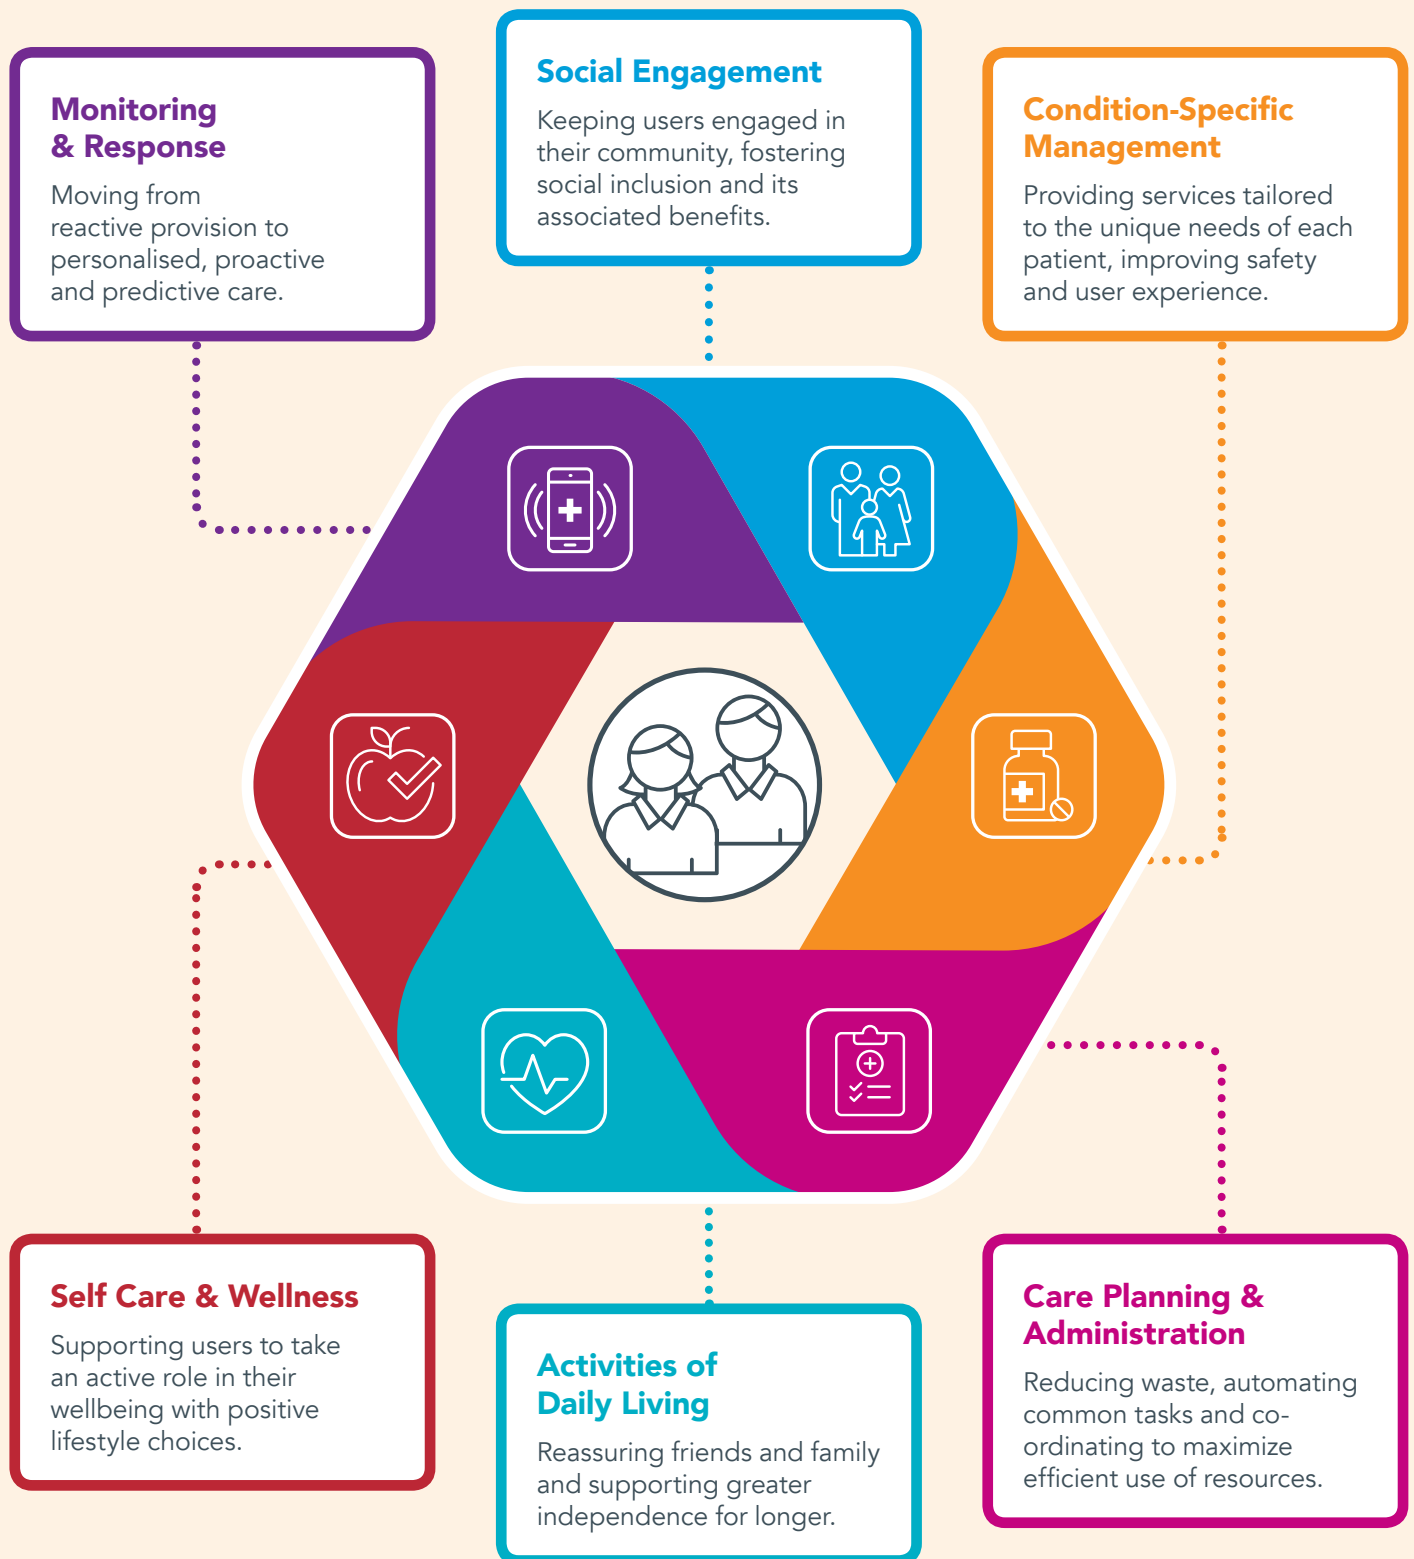 Monitoring
& Response
Moving from
reactive provision to
personalised, proactive
and predictive care.
Social Engagement
Keeping users engaged in
their community, fostering
social inclusion and its
associated benefits.
Condition-Specific
Management
Providing services tailored
to the unique needs of each
patient, improving safety
and user experience.
Self Care & Wellness
Supporting users to take
an active role in their
wellbeing with positive
lifestyle choices.
Activities of
Daily Living
Reassuring friends and family
and supporting greater
independence for longer.
Care Planning &
Administration
Reducing waste, automating
common tasks and co-
ordinating to maximize
efficient use of resources.